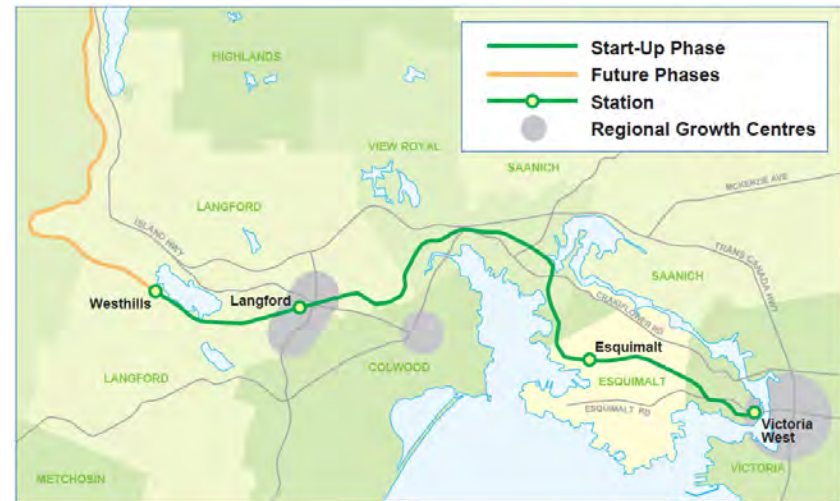 Start-Up Phase
Future Phases
Station
Regional Growth Centres
HIGHLANDS
VIEW ROYAL
SAANICH
MCKENZIE AVE
LANGFORD
ISLAND HWY
TRANS CANADA HWY
SAANICH
Westhills
Langford
CRAIGFLOWER RD
Esquimalt
LANGFORD
COLWOOD
ESQUIMALT
ESQUIMALT RD
Victoria
West
METCHOSIN
VICTORIA